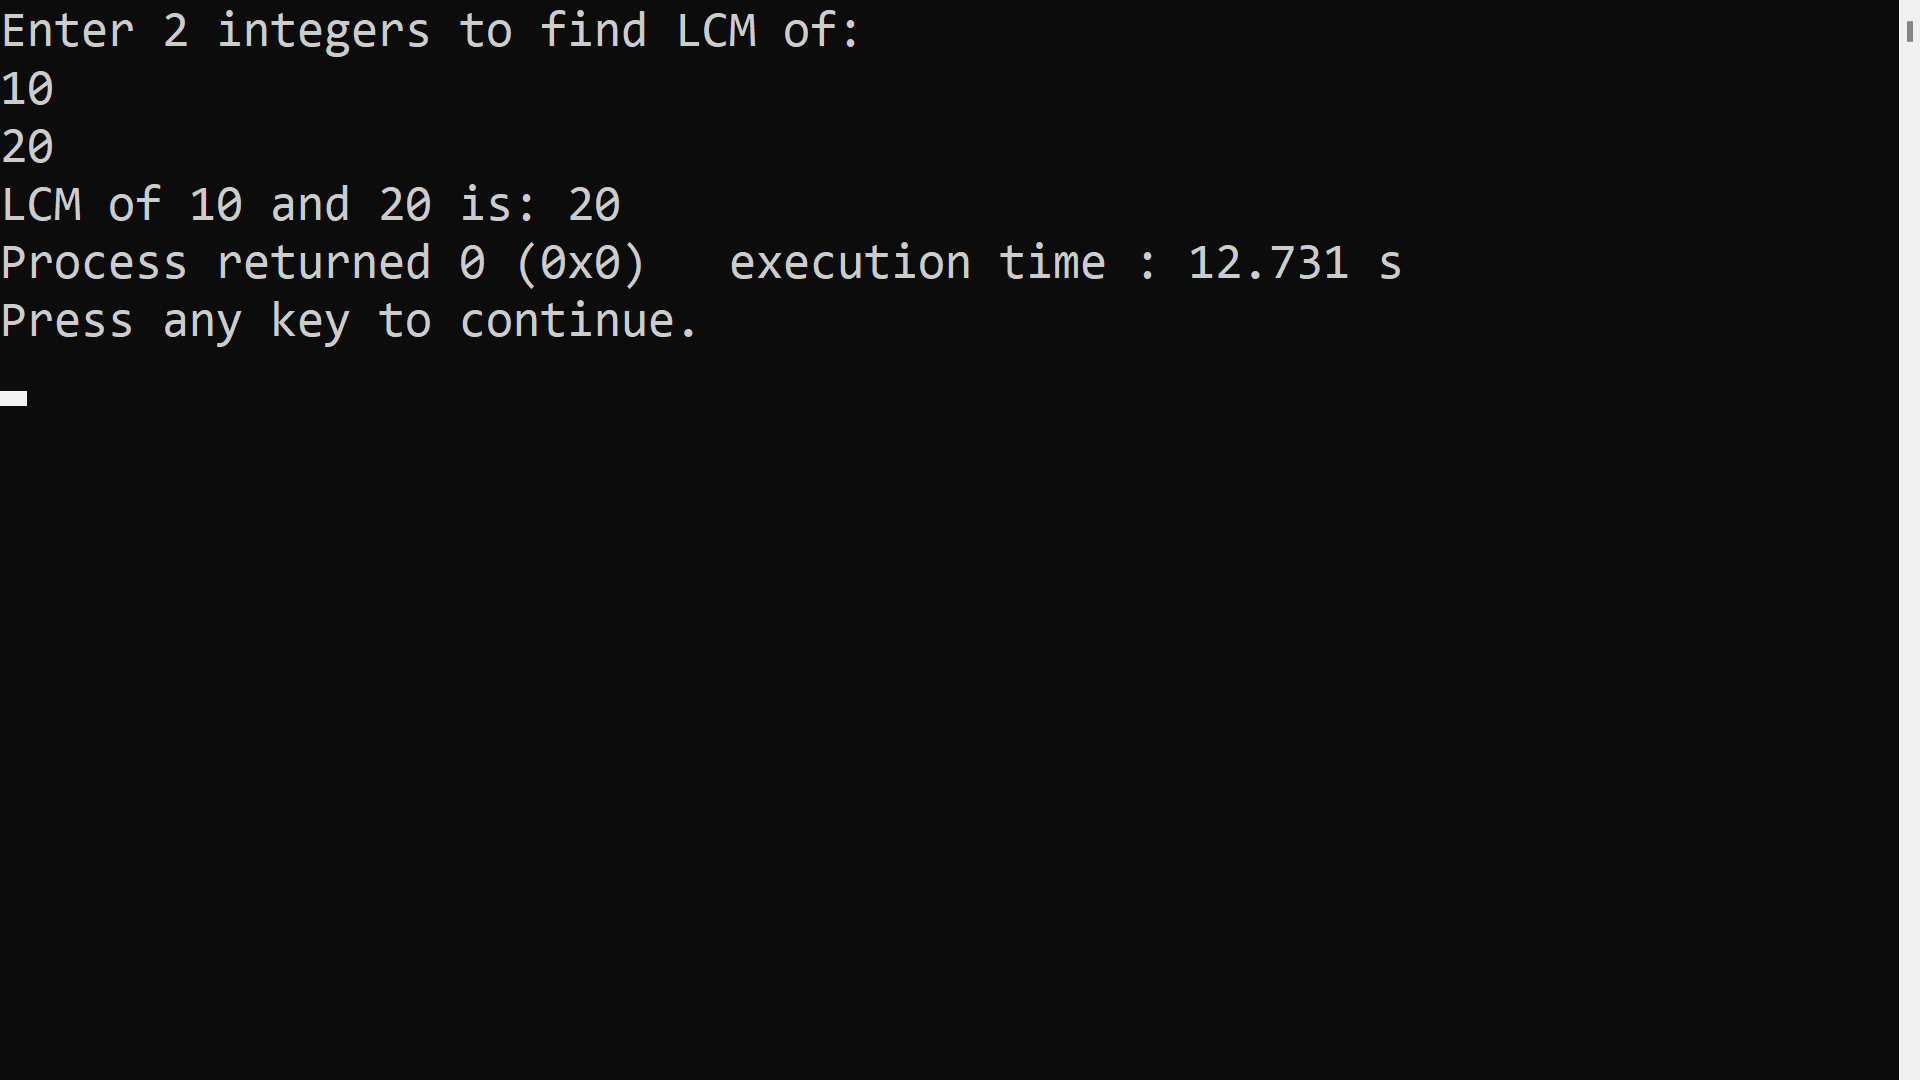 Enter 2 integers to find LCM of:
10
20
LCM of 10 and 20 is: 20
Process returned 0 (0x0)   execution time : 12.731 s
Press any key to continue.